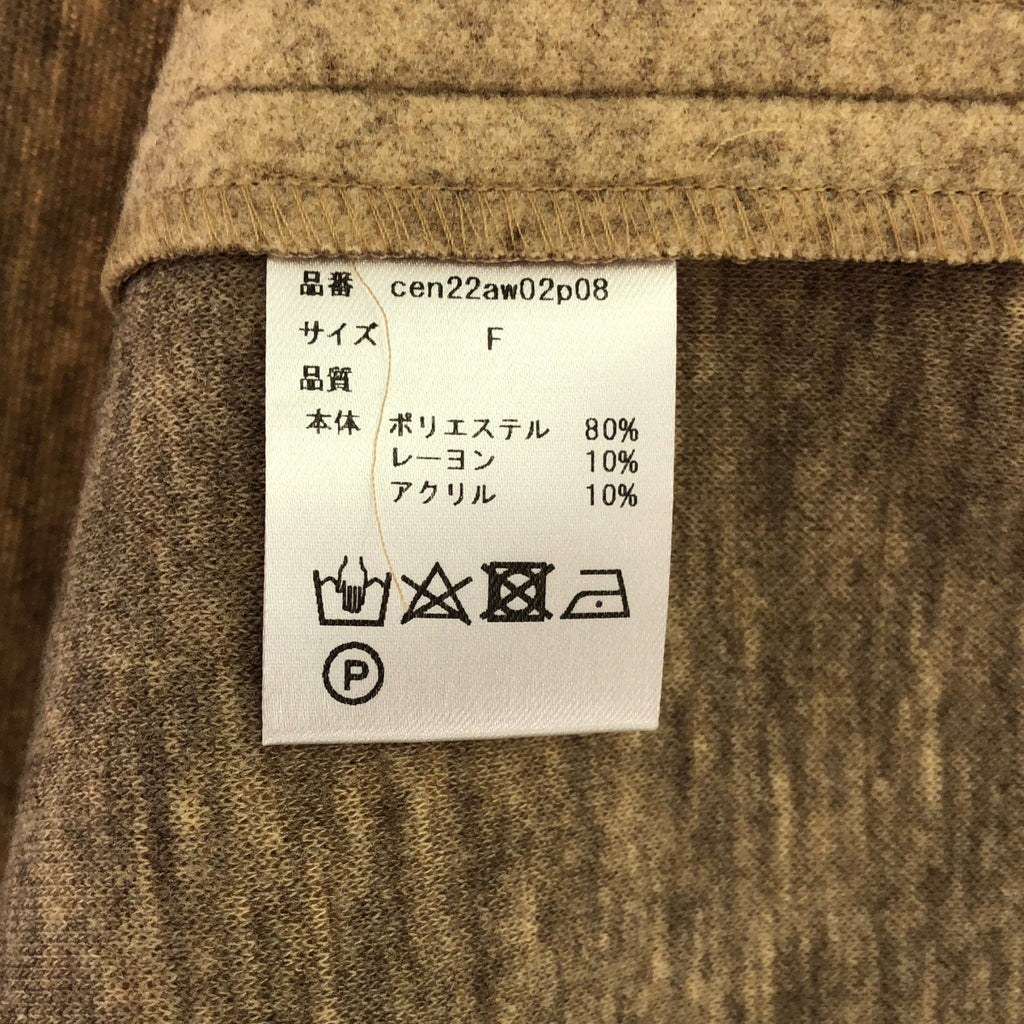 品番 cen22aw02p08
サイズ F
品質
本体 ポリエステル 80%
レーヨン 10%
アクリル 10%
P